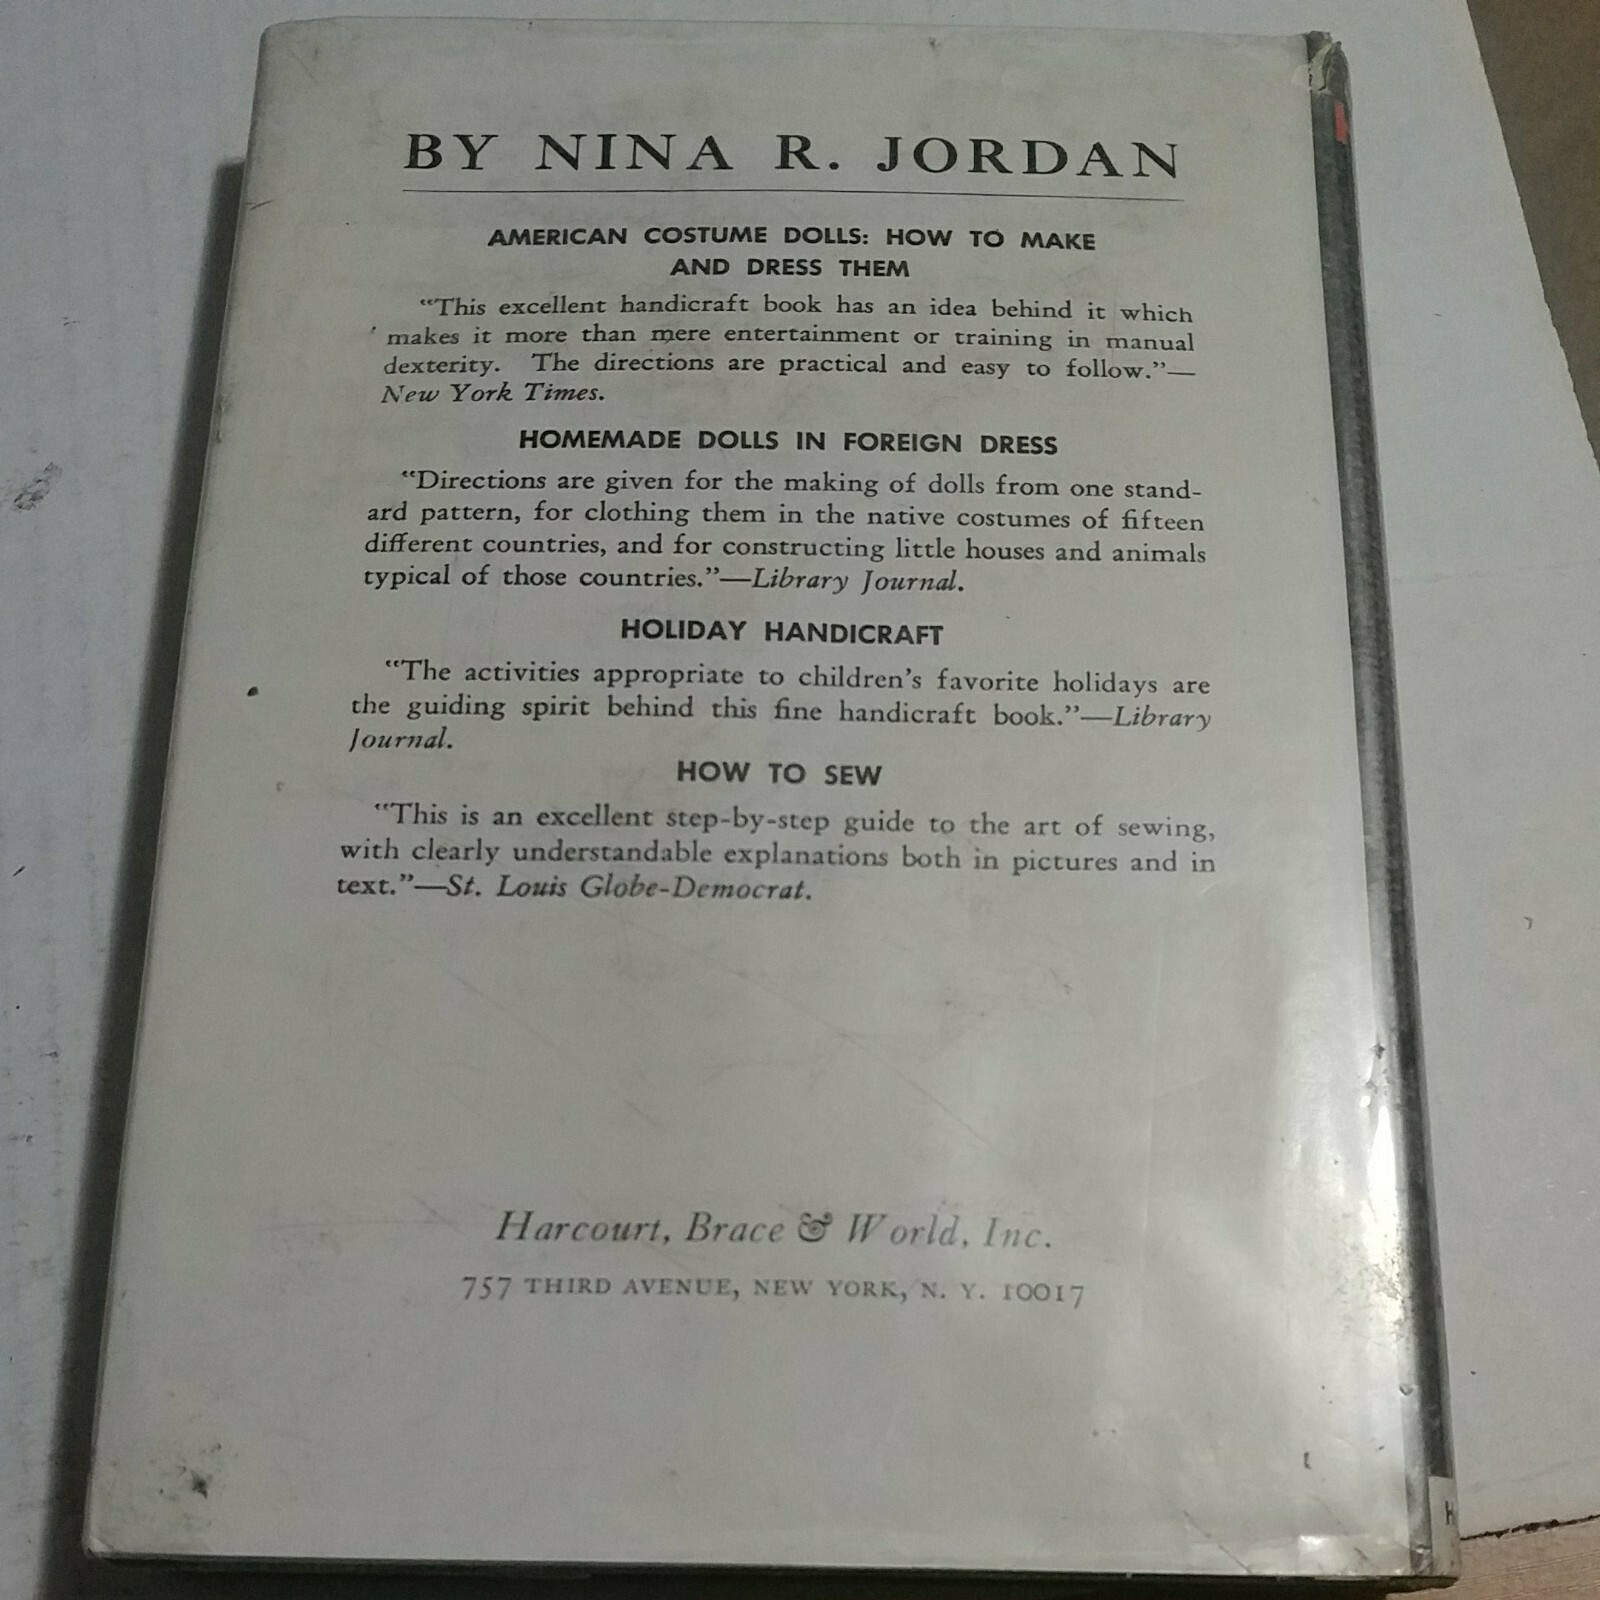 BY NINA R. JORDAN
AMERICAN COSTUME DOLLS: HOW TO MAKE
AND DRESS THEM
“This excellent handicraft book has an idea behind it which
makes it more than mere entertainment or training in manual
dexterity. The directions are practical and easy to follow.”—
New York Times.
HOMEMADE DOLLS IN FOREIGN DRESS
“Directions are given for the making of dolls from one stand-
ard pattern, for clothing them in the native costumes of fifteen
different countries, and for constructing little houses and animals
typical of those countries.”—Library Journal.
HOLIDAY HANDICRAFT
“The activities appropriate to children’s favorite holidays are
the guiding spirit behind this fine handicraft book.”—Library
Journal.
HOW TO SEW
“This is an excellent step-by-step guide to the art of sewing,
with clearly understandable explanations both in pictures and in
text.”—St. Louis Globe-Democrat.
Harcourt, Brace & World, Inc.
757 THIRD AVENUE, NEW YORK, N. Y. 10017
H